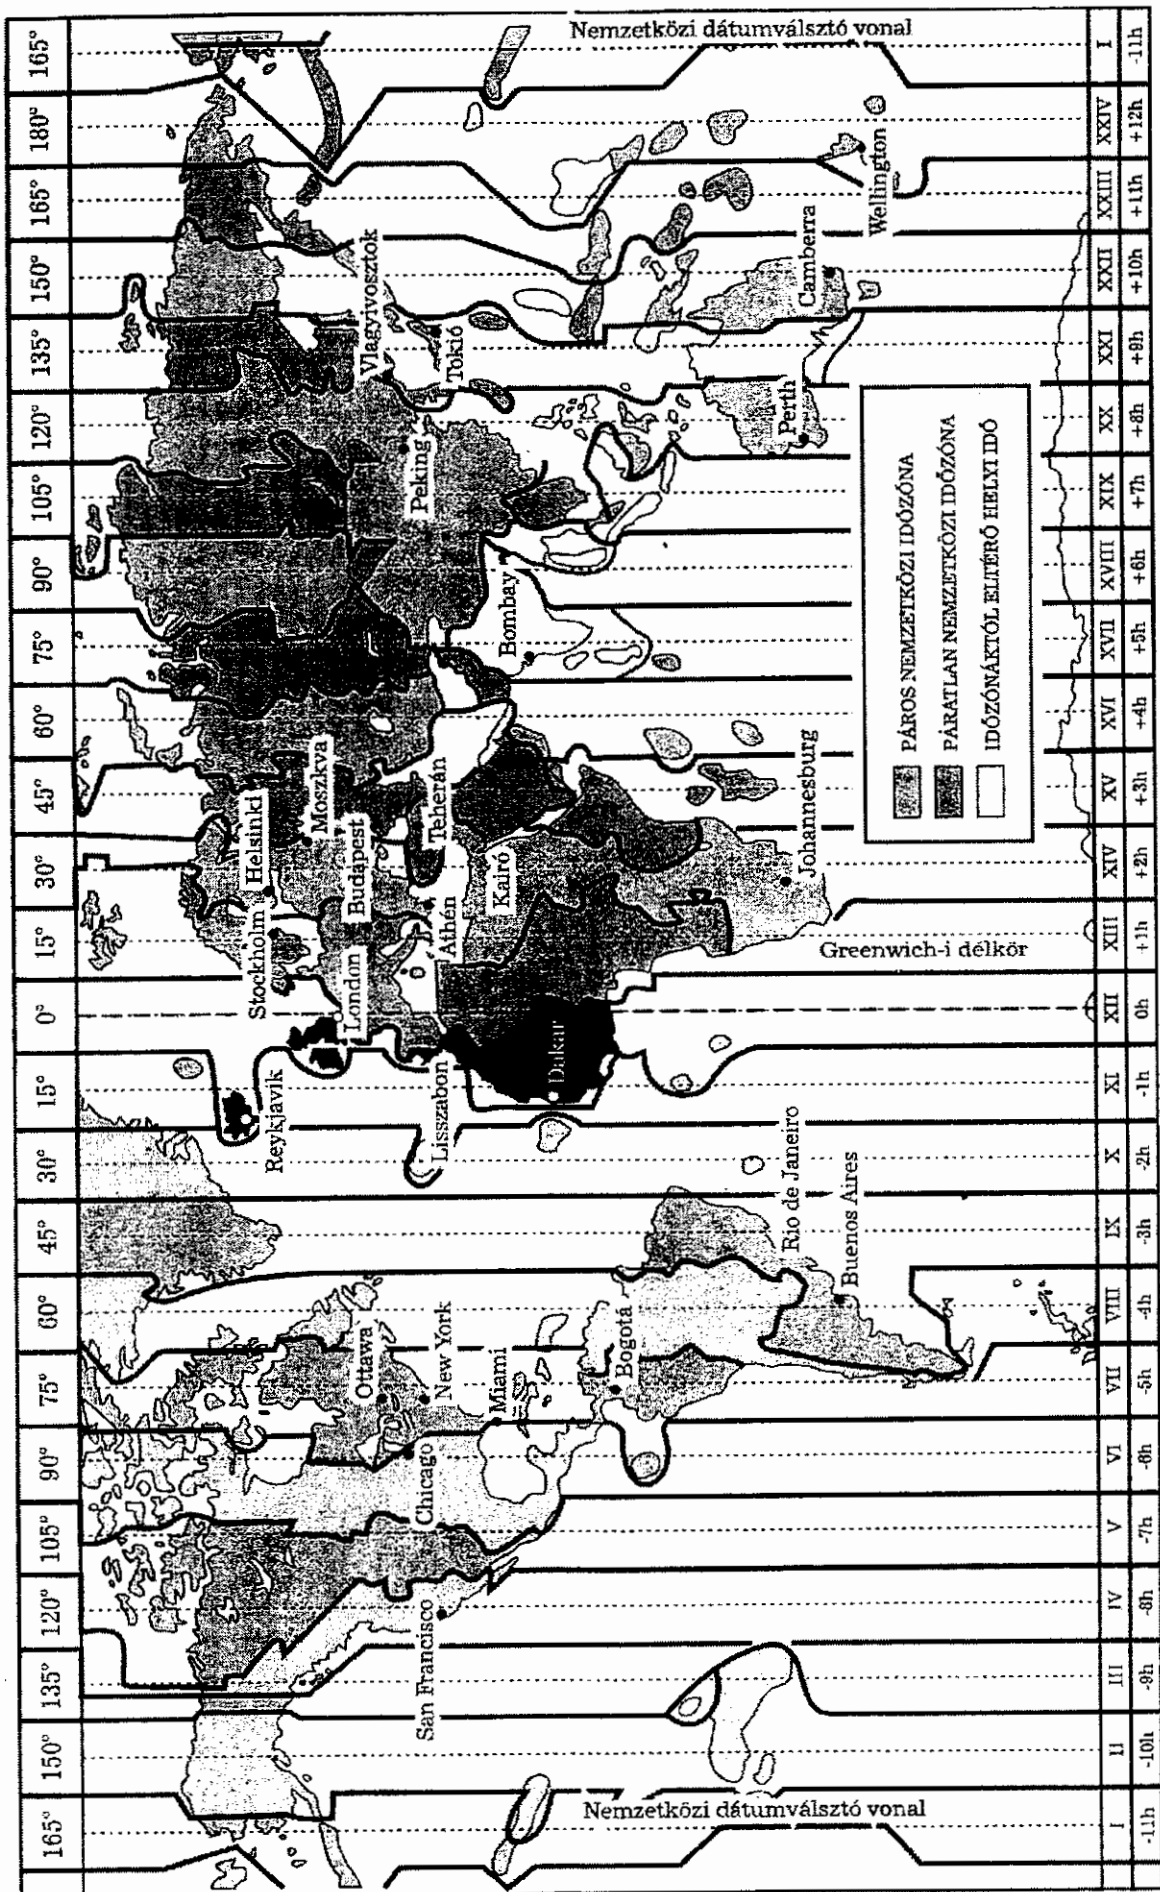 165° 150° 135° 120° 105° 90° 75° 60° 45° 30° 15° 0° 15° 30° 45° 60° 75° 90° 105° 120° 135° 150° 165° 180° 165°
Reykjavik
Stockholm
Helsinki
Moszkva
London
Budapest
Vlagyivosztok
Ottawa
Chicago
New York
San Francisco
Lisszabon
Athén
Teherán
Peking
Tokió
Miami
Kairó
Bombay
Dakar
Bogotá
Rio de Janeiro
Buenos Aires
Johannesburg
Perth
Camberra
Wellington
Nemzetközi dátumválsztó vonal
Greenwich-i délkör
Nemzetközi dátumválsztó vonal
PÁROS NEMZETKÖZI IDŐZÓNA
PÁRATLAN NEMZETKÖZI IDŐZÓNA
IDŐZÓNÁKTÓL ELTÉRŐ HELYI IDŐ
I II III IV V VI VII VIII IX X XI XII XIII XIV XV XVI XVII XVIII XIX XX XXI XXII XXIII XXIV I
-11h -10h -9h -8h -7h -6h -5h -4h -3h -2h -1h 0h +1h +2h +3h +4h +5h +6h +7h +8h +9h +10h +11h +12h -11h